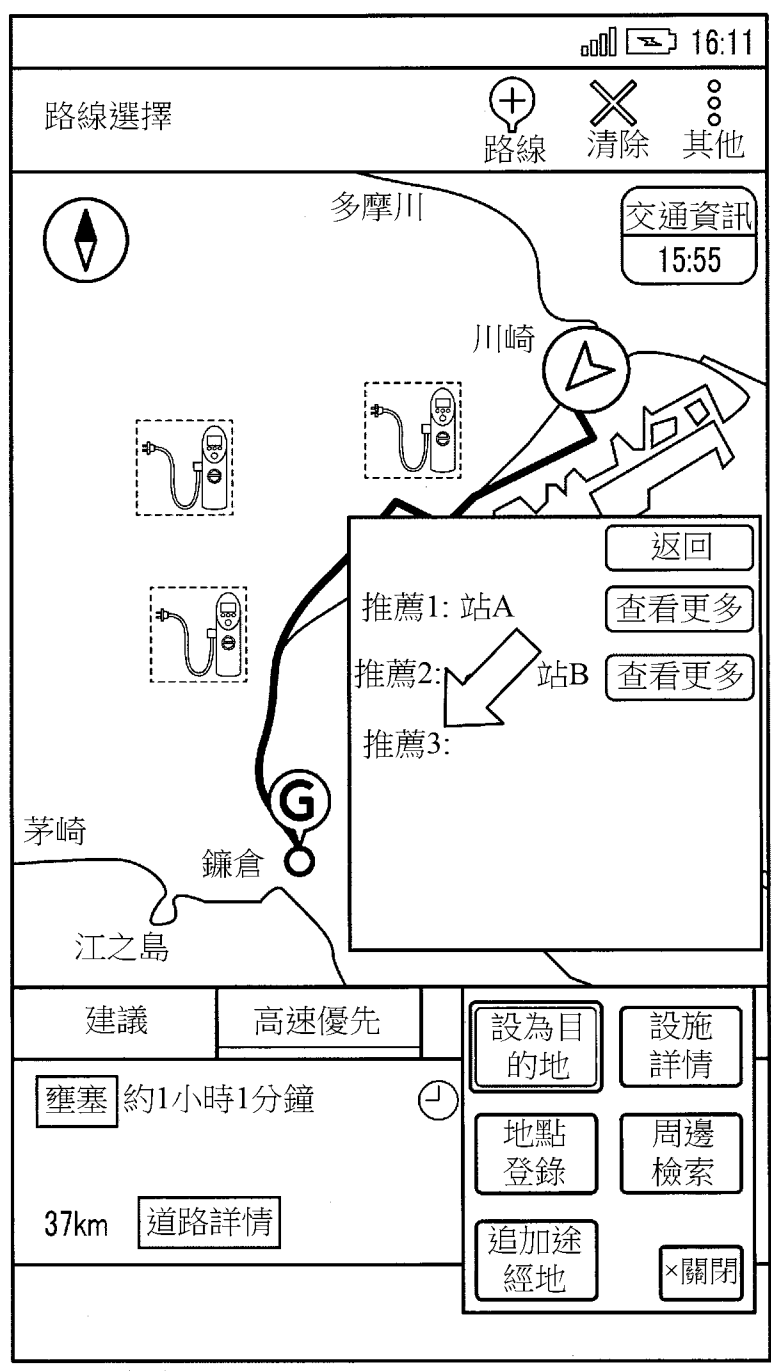 16:11
路線選擇
路線
清除
其他
多摩川
交通資訊
15:55
川崎
返回
推薦1: 站A
查看更多
推薦2:
站B
查看更多
推薦3:
G
茅崎
鐮倉
江之島
建議
高速優先
設為目
的地
設施
詳情
壅塞
約1小時1分鐘
地點
登錄
周邊
檢索
37km
道路詳情
追加途
經地
×關閉